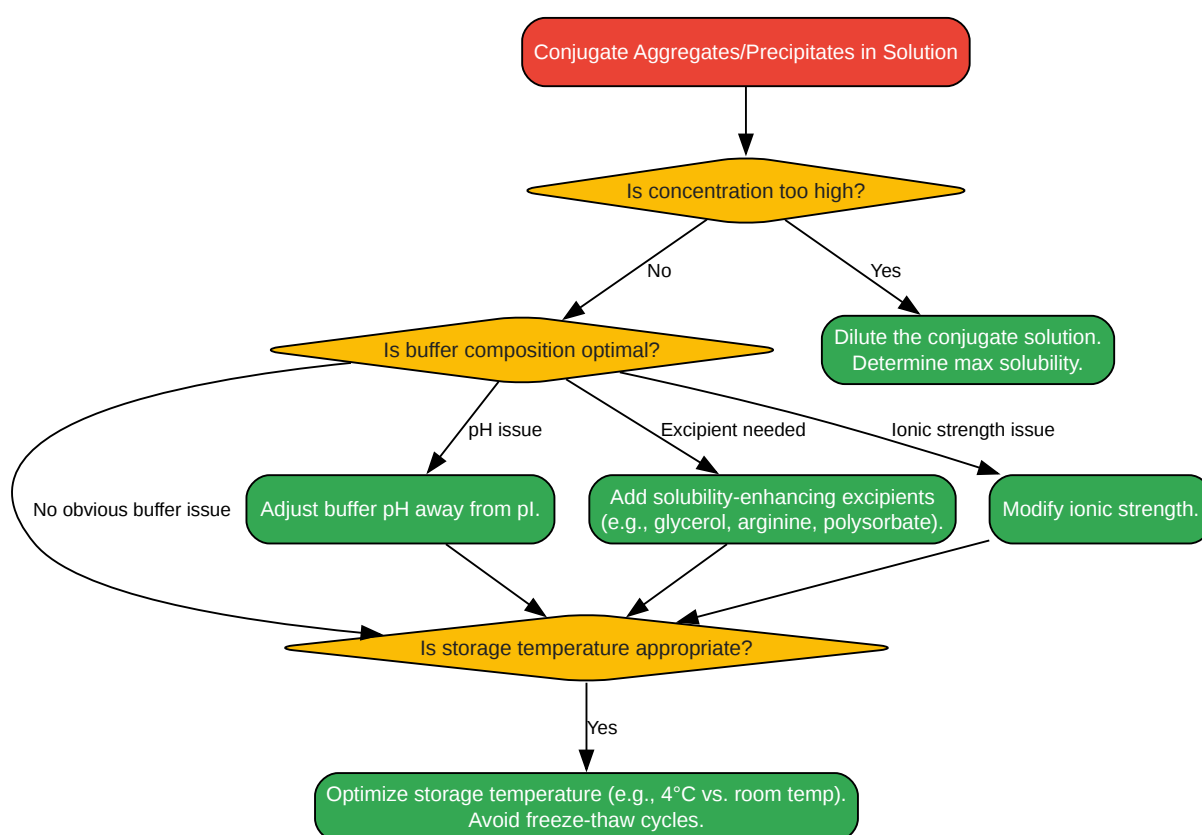 Conjugate Aggregates/Precipitates in Solution
Is concentration too high?
No
Yes
Is buffer composition optimal?
Dilute the conjugate solution.
Determine max solubility.
pH issue
Excipient needed
Ionic strength issue
No obvious buffer issue
Adjust buffer pH away from pI.
Add solubility-enhancing excipients
(e.g., glycerol, arginine, polysorbate).
Modify ionic strength.
Is storage temperature appropriate?
Yes
Optimize storage temperature (e.g., 4°C vs. room temp).
Avoid freeze-thaw cycles.